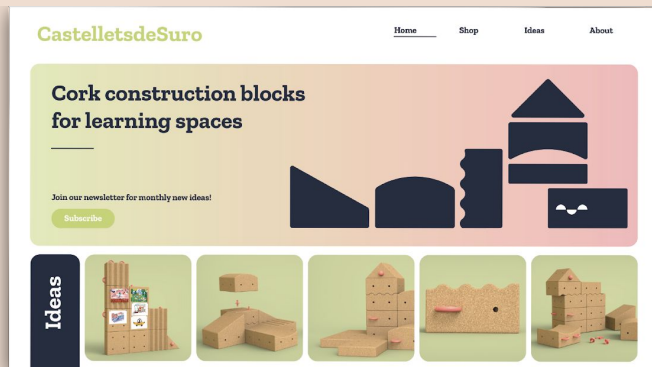 CastelletsdeSuro
Home
Shop
Ideas
About
Cork construction blocks
for learning spaces
Join our newsletter for monthly new ideas!
Subscribe
Ideas